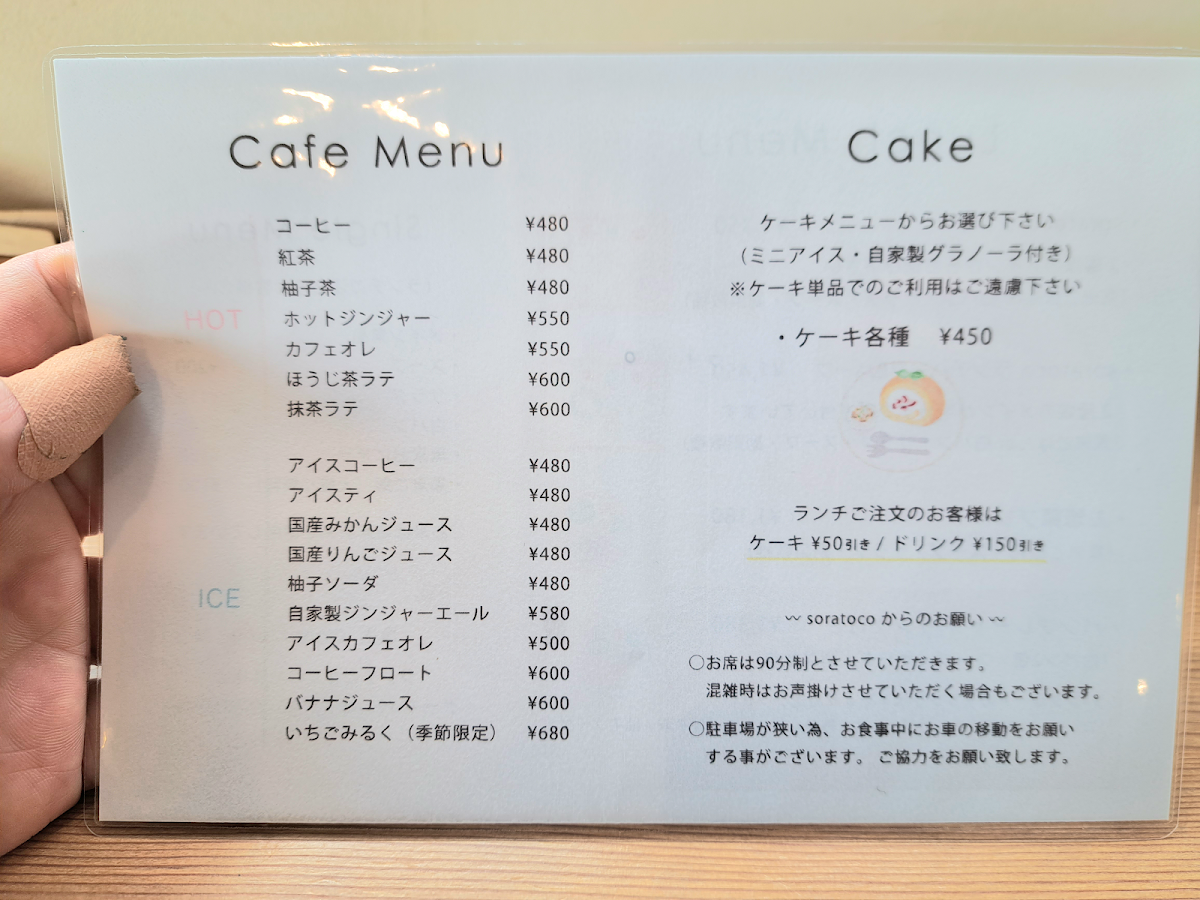 Cafe Menu
HOT
コーヒー ¥480
紅茶 ¥480
柚子茶 ¥480
ホットジンジャー ¥550
カフェオレ ¥550
ほうじ茶ラテ ¥600
抹茶ラテ ¥600
ICE
アイスコーヒー ¥480
アイスティ ¥480
国産みかんジュース ¥480
国産りんごジュース ¥480
柚子ソーダ ¥480
自家製ジンジャーエール ¥580
アイスカフェオレ ¥500
コーヒーフロート ¥600
バナナジュース ¥600
いちごみるく（季節限定） ¥680
Cake
ケーキメニューからお選び下さい
（ミニアイス・自家製グラノーラ付き）
※ケーキ単品でのご利用はご遠慮下さい
・ケーキ各種 ¥450
ランチご注文のお客様は
ケーキ ¥50引き / ドリンク ¥150引き
〰 soratoco からのお願い 〰
○お席は90分制とさせていただきます。
混雑時はお声掛けさせていただく場合もございます。
○駐車場が狭い為、お食事中にお車の移動をお願い
する事がございます。 ご協力をお願い致します。